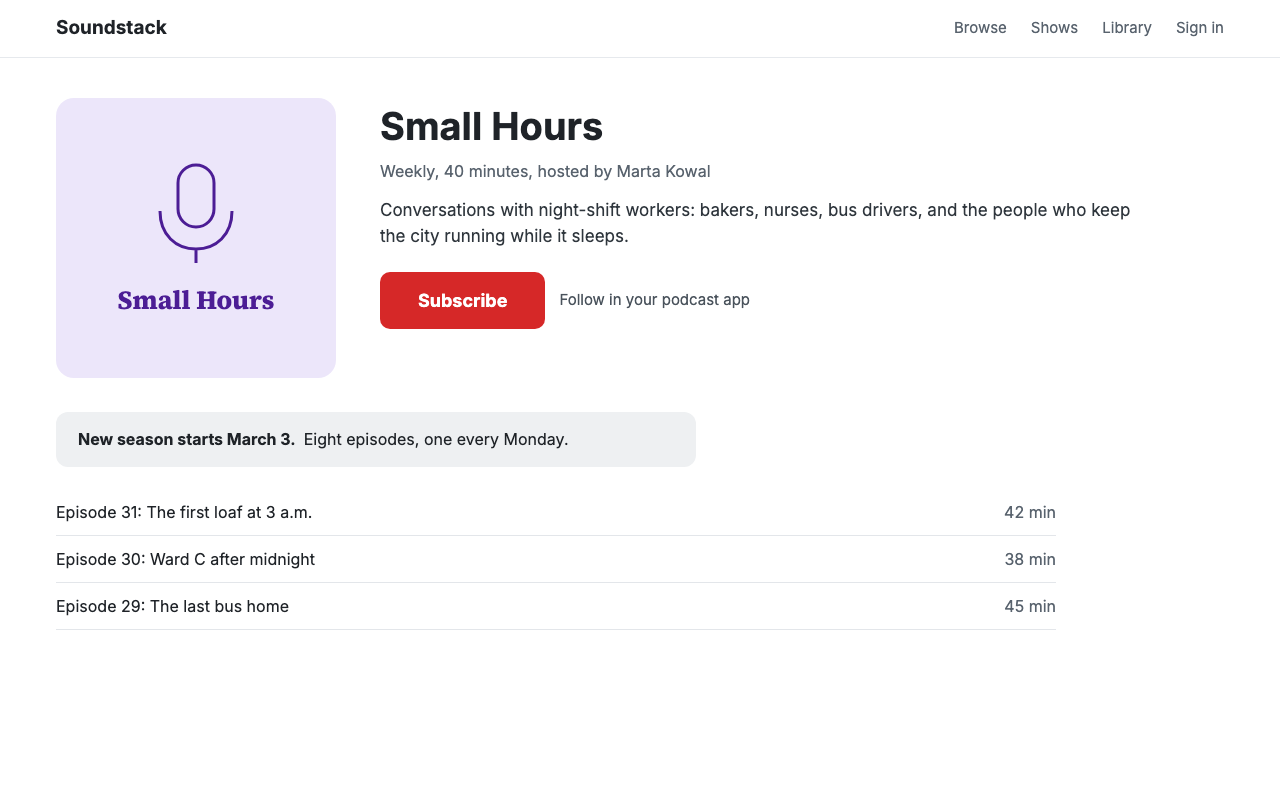 Soundstack
Browse Shows Library Sign in
Small Hours
Small Hours
Weekly, 40 minutes, hosted by Marta Kowal
Conversations with night-shift workers: bakers, nurses, bus drivers, and the people who keep
the city running while it sleeps.
Subscribe
Follow in your podcast app
New season starts March 3. Eight episodes, one every Monday.
Episode 31: The first loaf at 3 a.m. 42 min
Episode 30: Ward C after midnight 38 min
Episode 29: The last bus home 45 min